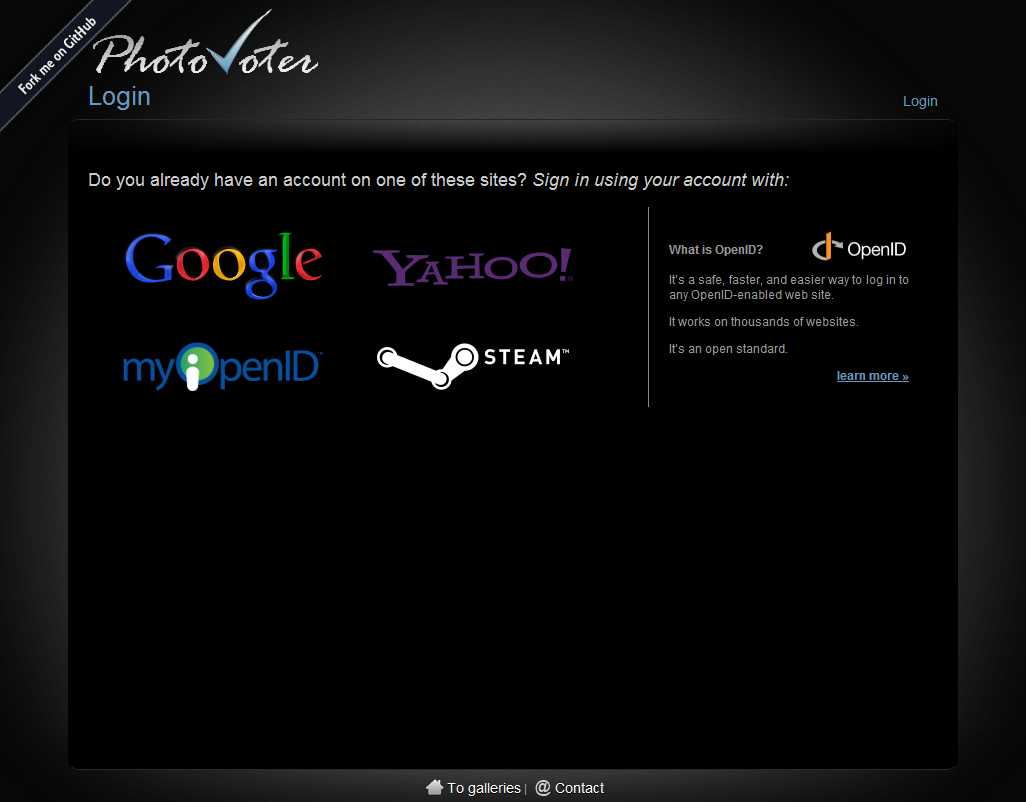 Fork me on GitHub
PhotoVoter
Login
Login
Do you already have an account on one of these sites? Sign in using your account with:
Google
YAHOO!
myOpenID™
STEAM™
What is OpenID?
OpenID
It's a safe, faster, and easier way to log in to
any OpenID-enabled web site.
It works on thousands of websites.
It's an open standard.
learn more »
To galleries | @ Contact